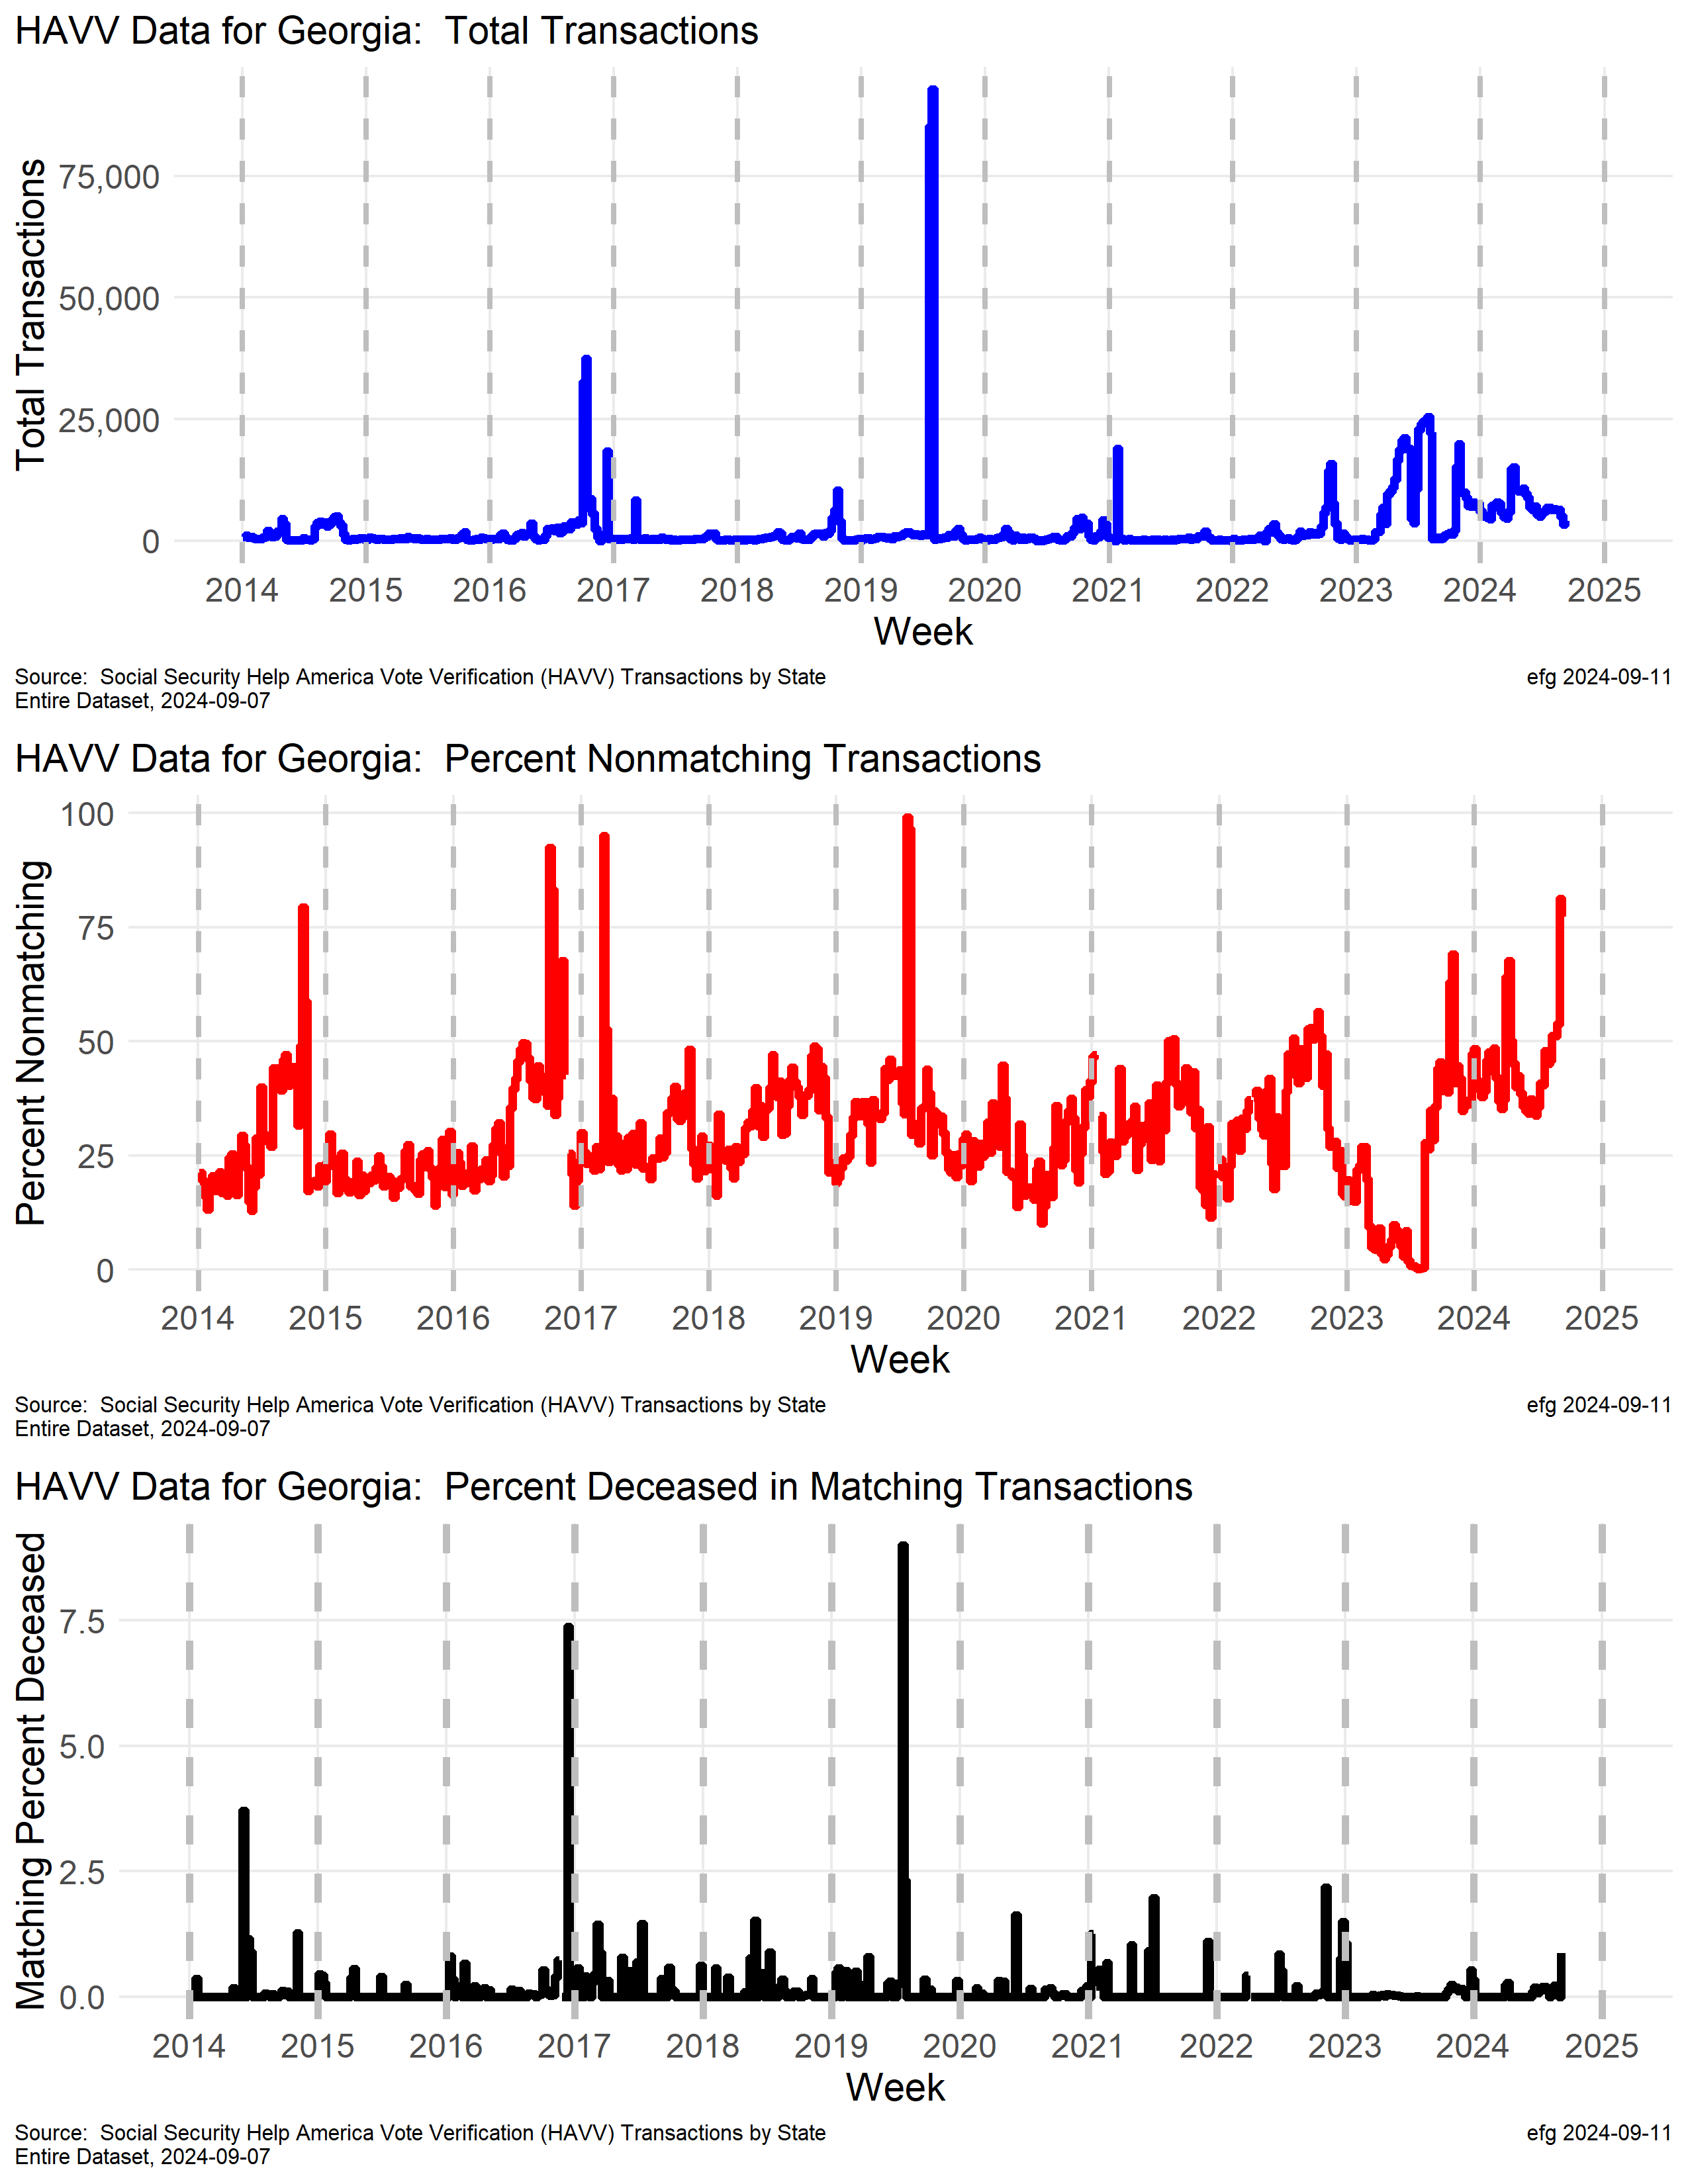 HAVV Data for Georgia:  Total Transactions
Total Transactions
75,000
50,000
25,000
0
2014 2015 2016 2017 2018 2019 2020 2021 2022 2023 2024 2025
Week
Source:  Social Security Help America Vote Verification (HAVV) Transactions by State
Entire Dataset, 2024-09-07
efg 2024-09-11
HAVV Data for Georgia:  Percent Nonmatching Transactions
Percent Nonmatching
100
75
50
25
0
2014 2015 2016 2017 2018 2019 2020 2021 2022 2023 2024 2025
Week
Source:  Social Security Help America Vote Verification (HAVV) Transactions by State
Entire Dataset, 2024-09-07
efg 2024-09-11
HAVV Data for Georgia:  Percent Deceased in Matching Transactions
Matching Percent Deceased
7.5
5.0
2.5
0.0
2014 2015 2016 2017 2018 2019 2020 2021 2022 2023 2024 2025
Week
Source:  Social Security Help America Vote Verification (HAVV) Transactions by State
Entire Dataset, 2024-09-07
efg 2024-09-11